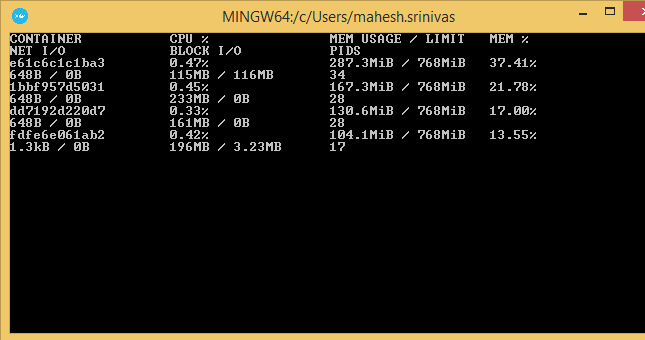 MINGW64:/c/Users/mahesh.srinivas
CONTAINER CPU % MEM USAGE / LIMIT MEM %
NET I/O BLOCK I/O PIDS
e61c6c1c1ba3 0.47% 287.3MiB / 768MiB 37.41%
648B / 0B 115MB / 116MB 34
1bbf957d5031 0.45% 167.3MiB / 768MiB 21.78%
648B / 0B 233MB / 0B 28
dd7192d220d7 0.33% 130.6MiB / 768MiB 17.00%
648B / 0B 161MB / 0B 28
fdfe6e061ab2 0.42% 104.1MiB / 768MiB 13.55%
1.3kB / 0B 196MB / 3.23MB 17